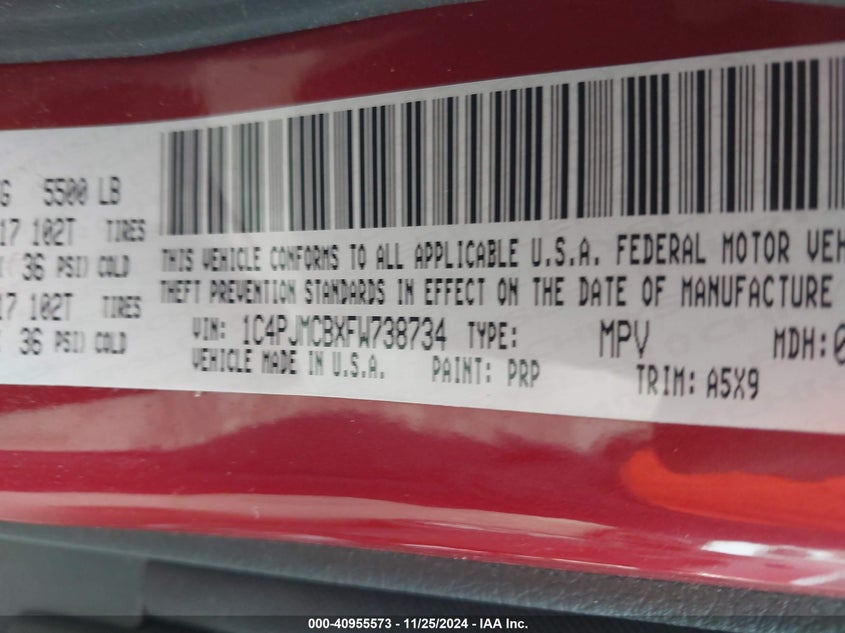 5500 LB
17 102T TIRES
36 PSI) COLD
17 102T TIRES
36 PSI) COLD
THIS VEHICLE CONFORMS TO ALL APPLICABLE U.S.A. FEDERAL MOTOR VEH
THEFT PREVENTION STANDARDS IN EFFECT ON THE DATE OF MANUFACTURE
VIN: 1C4PJMCBXFW738734 TYPE: MPV MDH:0
VEHICLE MADE IN U.S.A. PAINT: PRP TRIM: A5X9
000-40955573 - 11/25/2024 - IAA Inc.